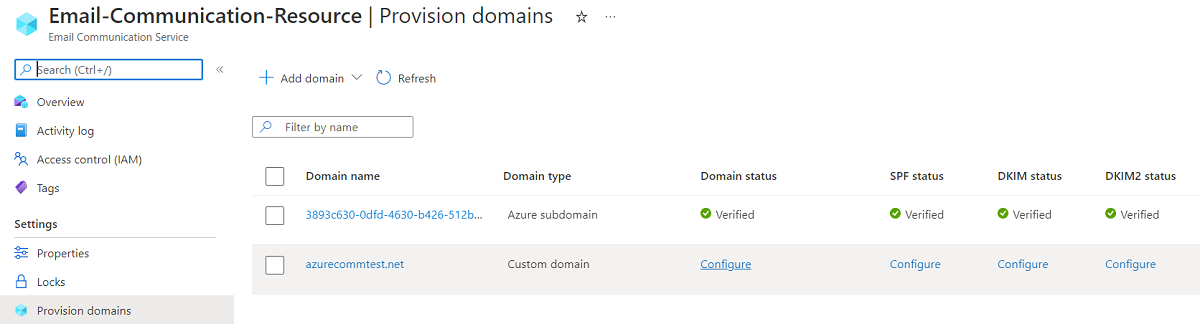 Email-Communication-Resource | Provision domains
Email Communication Service
Search (Ctrl+/)
Overview
Activity log
Access control (IAM)
Tags
Settings
Properties
Locks
Provision domains
Add domain Refresh
Filter by name
Domain name Domain type Domain status SPF status DKIM status DKIM2 status
3893c630-0dfd-4630-b426-512b... Azure subdomain Verified Verified Verified Verified
azurecommtest.net Custom domain Configure Configure Configure Configure